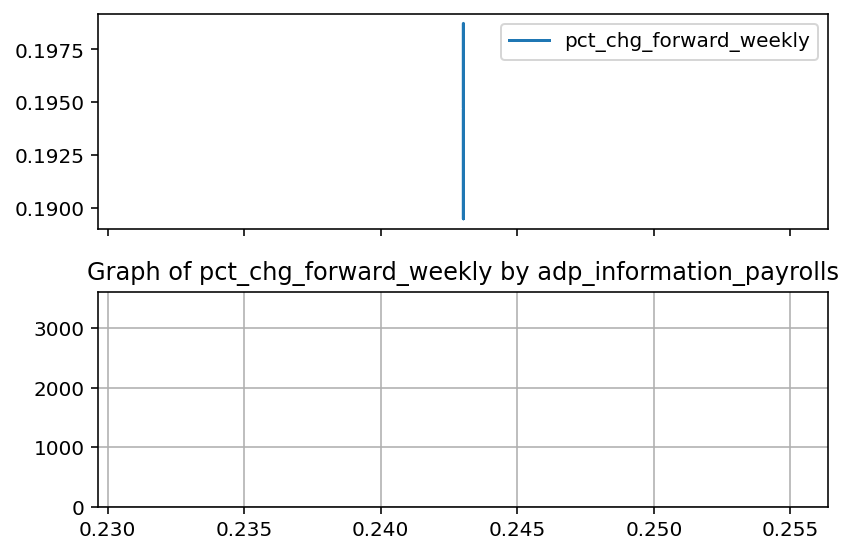 0.1975
pct_chg_forward_weekly
0.1950
0.1925
0.1900
Graph of pct_chg_forward_weekly by adp_information_payrolls
3000
2000
1000
0
0.230 0.235 0.240 0.245 0.250 0.255